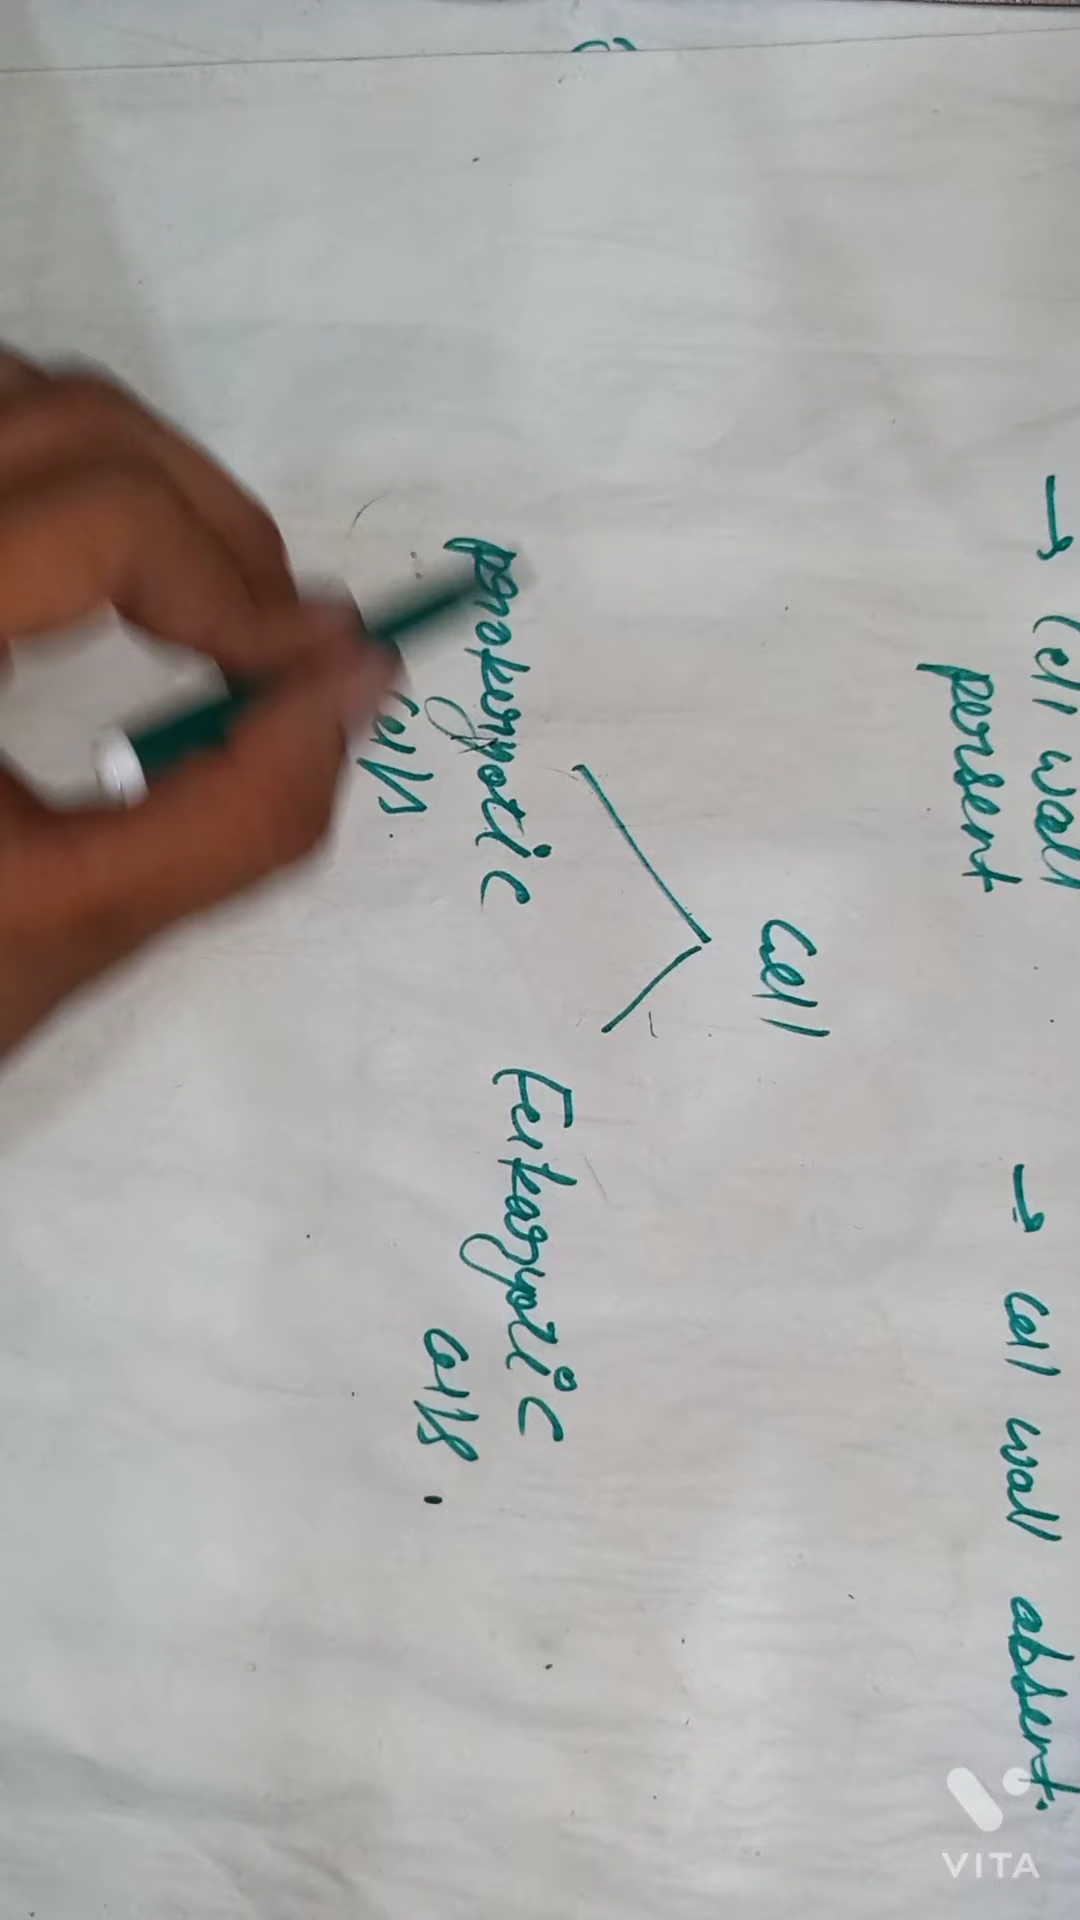 → Cell wall
persent
→ cell wall absent.
Cell
prokaryotic
cells.
Eukaryotic
cells.
VITA